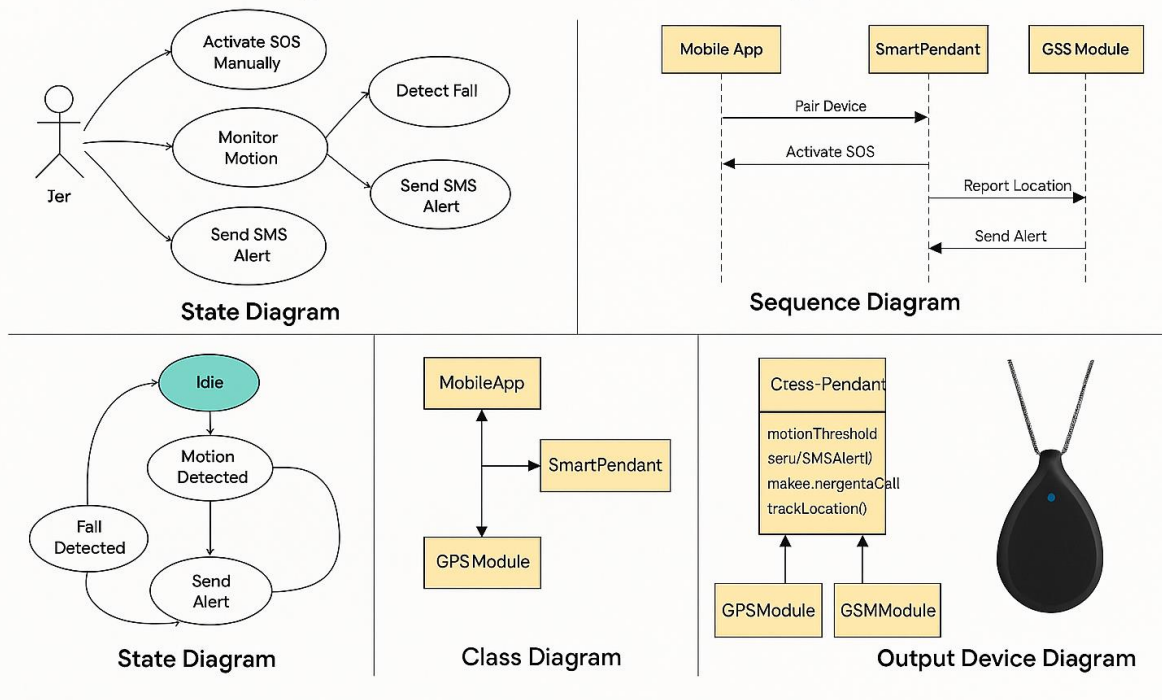 Activate SOS
Manually
Detect Fall
Monitor
Motion
Send SMS
Alert
Jer
Send SMS
Alert
State Diagram
Mobile App
SmartPendant
GSS Module
Pair Device
Activate SOS
Report Location
Send Alert
Sequence Diagram
Idie
Motion
Detected
Fall
Detected
Send
Alert
State Diagram
MobileApp
SmartPendant
GPS Module
Class Diagram
Ctess-Pendant
motionThreshold
seru/SMSAlertl)
makee.nergentaCall
trackLocation()
GPSModule
GSMModule
Output Device Diagram